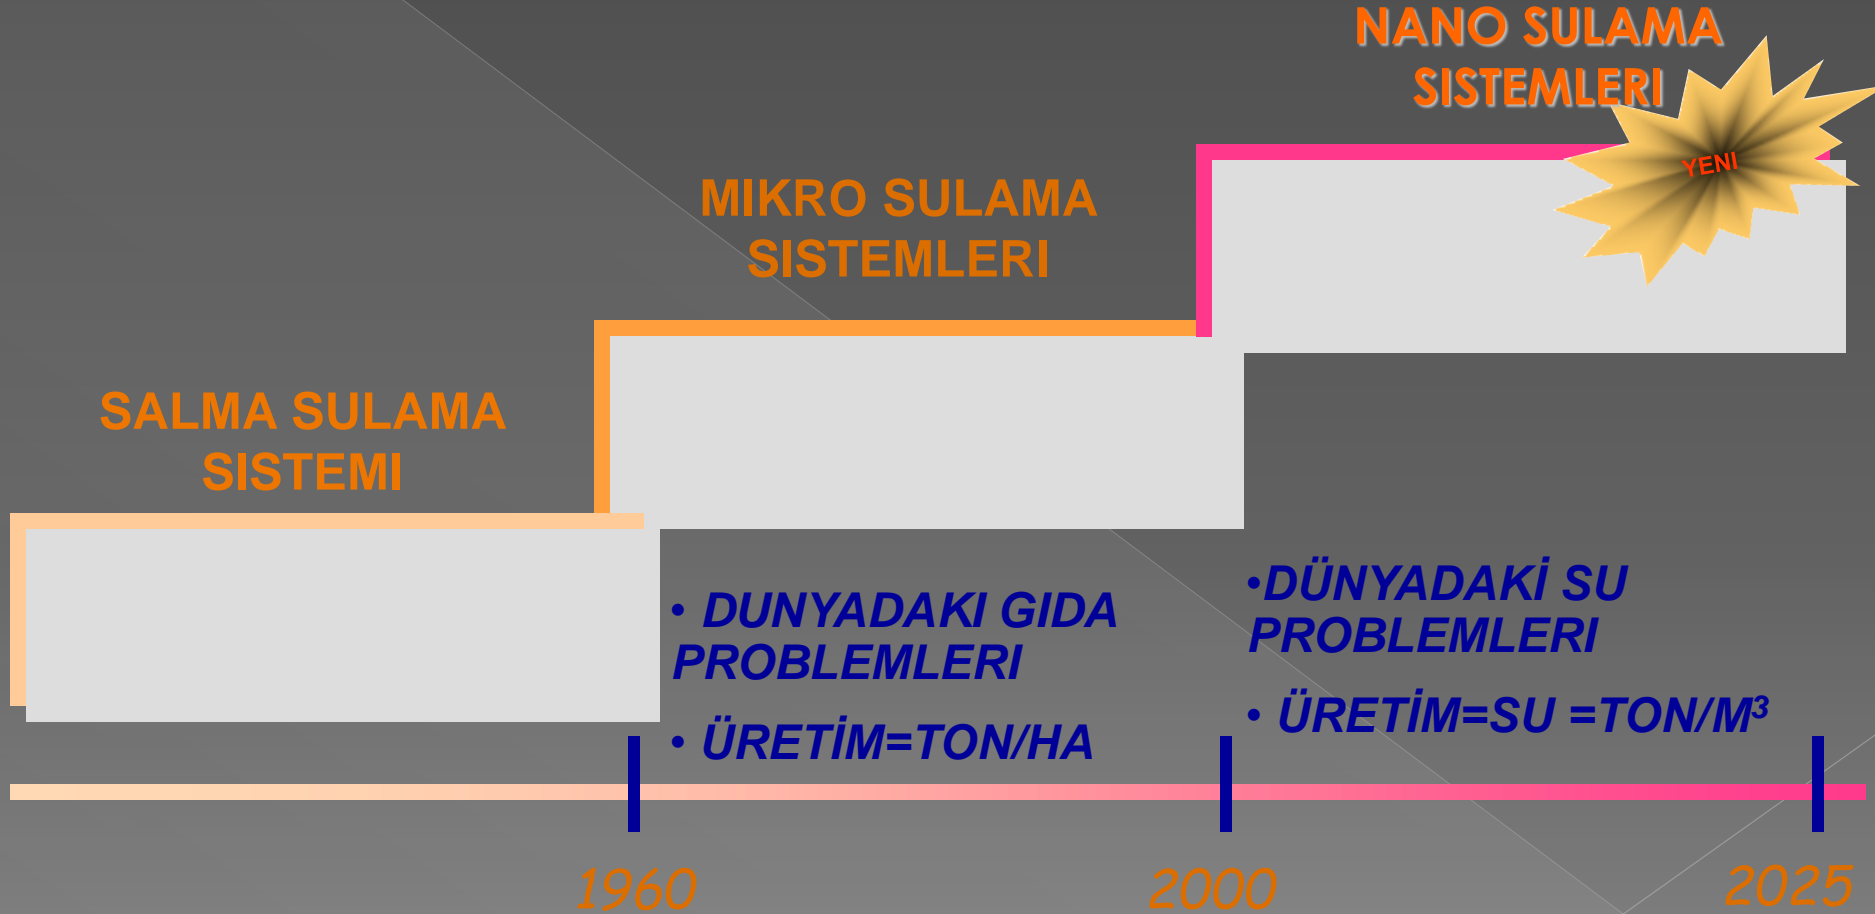 NANO SULAMA
SISTEMLERI
YENI
MIKRO SULAMA
SISTEMLERI
SALMA SULAMA
SISTEMI
• DUNYADAKI GIDA
PROBLEMLERI
• ÜRETİM=TON/HA
•DÜNYADAKİ SU
PROBLEMLERI
• ÜRETİM=SU =TON/M³
1960
2000
2025